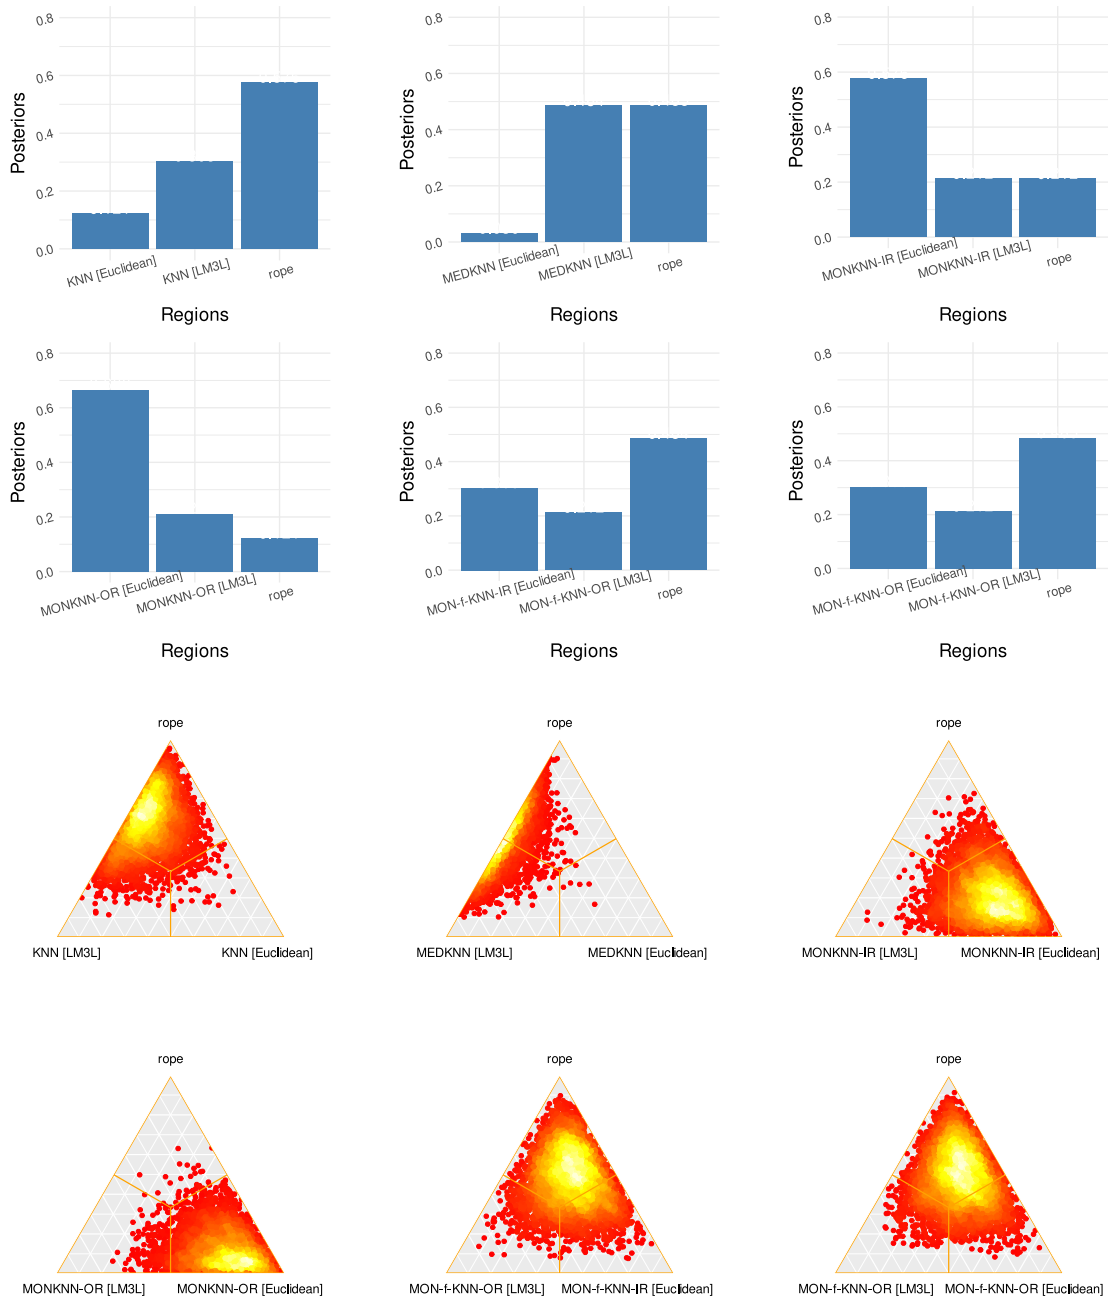 0.8
0.6
0.4
0.2
0.0
Posteriors
KNN [Euclidean]
KNN [LM3L]
rope
Regions
0.8
0.6
0.4
0.2
0.0
Posteriors
MEDKNN [Euclidean]
MEDKNN [LM3L]
rope
Regions
0.8
0.6
0.4
0.2
0.0
Posteriors
MONKNN-IR [Euclidean]
MONKNN-IR [LM3L]
rope
Regions
0.8
0.6
0.4
0.2
0.0
Posteriors
MONKNN-OR [Euclidean]
MONKNN-OR [LM3L]
rope
Regions
0.8
0.6
0.4
0.2
0.0
Posteriors
MON-f-KNN-IR [Euclidean]
MON-f-KNN-OR [LM3L]
rope
Regions
0.8
0.6
0.4
0.2
0.0
Posteriors
MON-f-KNN-OR [Euclidean]
MON-f-KNN-OR [LM3L]
rope
Regions
rope
KNN [LM3L]
KNN [Euclidean]
rope
MEDKNN [LM3L]
MEDKNN [Euclidean]
rope
MONKNN-IR [LM3L]
MONKNN-IR [Euclidean]
rope
MONKNN-OR [LM3L]
MONKNN-OR [Euclidean]
rope
MON-f-KNN-OR [LM3L]
MON-f-KNN-IR [Euclidean]
rope
MON-f-KNN-OR [LM3L]
MON-f-KNN-OR [Euclidean]